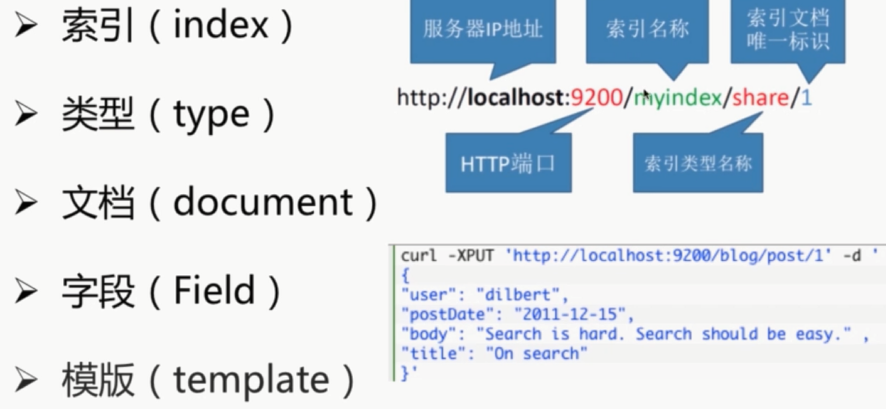 ➢ 索引（index）
➢ 类型（type）
➢ 文档（document）
➢ 字段（Field）
➢ 模版（template）
服务器IP地址
索引名称
索引文档
唯一标识
http://localhost:9200/myindex/share/1
HTTP端口
索引类型名称
curl -XPUT 'http://localhost:9200/blog/post/1' -d '
{
"user": "dilbert",
"postDate": "2011-12-15",
"body": "Search is hard. Search should be easy." ,
"title": "On search"
}'